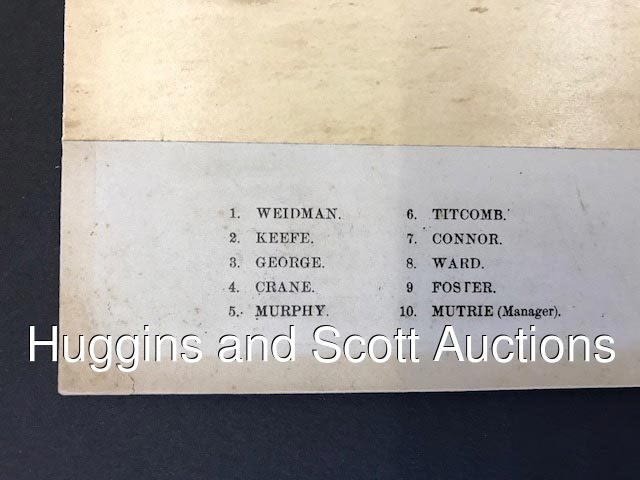 1. WEIDMAN.
2. KEEFE.
3. GEORGE.
4. CRANE.
5. MURPHY.
6. TITCOMB.
7. CONNOR.
8. WARD.
9 FOSTER.
10. MUTRIE (Manager).
Huggins and Scott Auctions